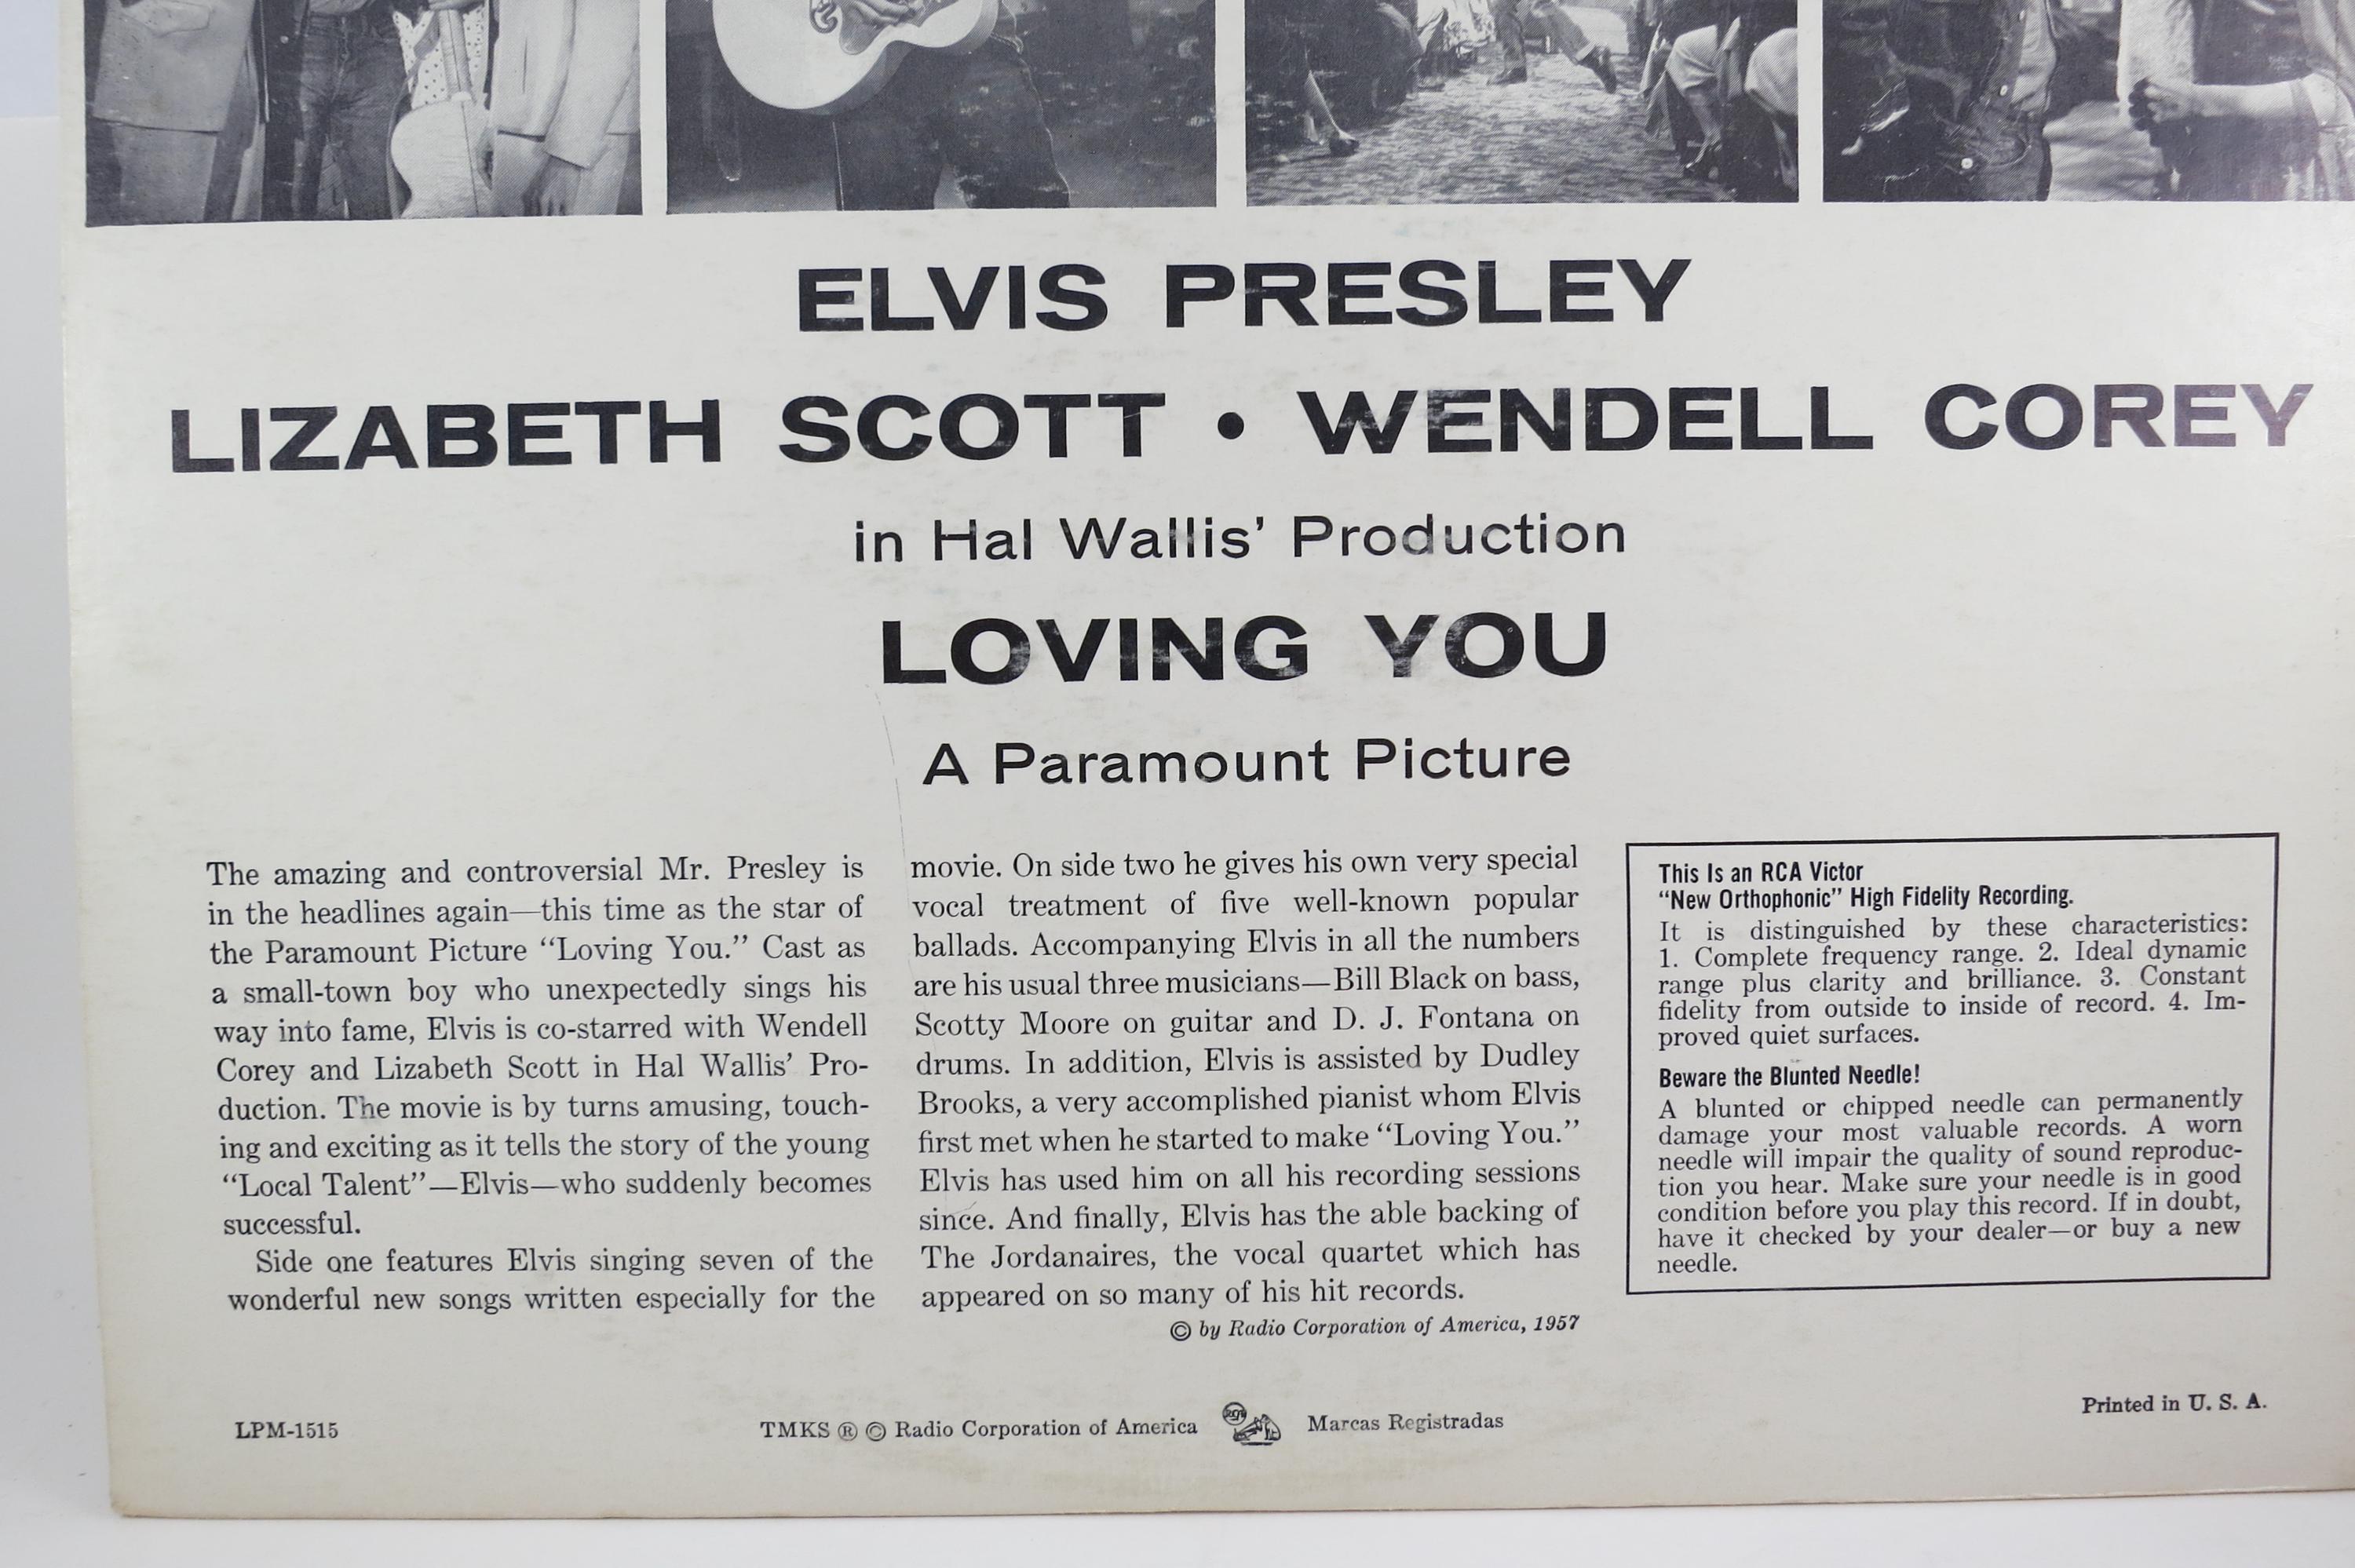 ELVIS PRESLEY
LIZABETH SCOTT • WENDELL COREY
in Hal Wallis’ Production
LOVING YOU
A Paramount Picture
The amazing and controversial Mr. Presley is
in the headlines again—this time as the star of
the Paramount Picture “Loving You.” Cast as
a small-town boy who unexpectedly sings his
way into fame, Elvis is co-starred with Wendell
Corey and Lizabeth Scott in Hal Wallis’ Pro-
duction. The movie is by turns amusing, touch-
ing and exciting as it tells the story of the young
“Local Talent”—Elvis—who suddenly becomes
successful.
Side one features Elvis singing seven of the
wonderful new songs written especially for the
movie. On side two he gives his own very special
vocal treatment of five well-known popular
ballads. Accompanying Elvis in all the numbers
are his usual three musicians—Bill Black on bass,
Scotty Moore on guitar and D. J. Fontana on
drums. In addition, Elvis is assisted by Dudley
Brooks, a very accomplished pianist whom Elvis
first met when he started to make “Loving You.”
Elvis has used him on all his recording sessions
since. And finally, Elvis has the able backing of
The Jordanaires, the vocal quartet which has
appeared on so many of his hit records.
© by Radio Corporation of America, 1957
This Is an RCA Victor
“New Orthophonic” High Fidelity Recording.
It is distinguished by these characteristics:
1. Complete frequency range. 2. Ideal dynamic
range plus clarity and brilliance. 3. Constant
fidelity from outside to inside of record. 4. Im-
proved quiet surfaces.
Beware the Blunted Needle!
A blunted or chipped needle can permanently
damage your most valuable records. A worn
needle will impair the quality of sound reproduc-
tion you hear. Make sure your needle is in good
condition before you play this record. If in doubt,
have it checked by your dealer—or buy a new
needle.
LPM-1515
TMKS ® © Radio Corporation of America
RCA
Marcas Registradas
Printed in U. S. A.